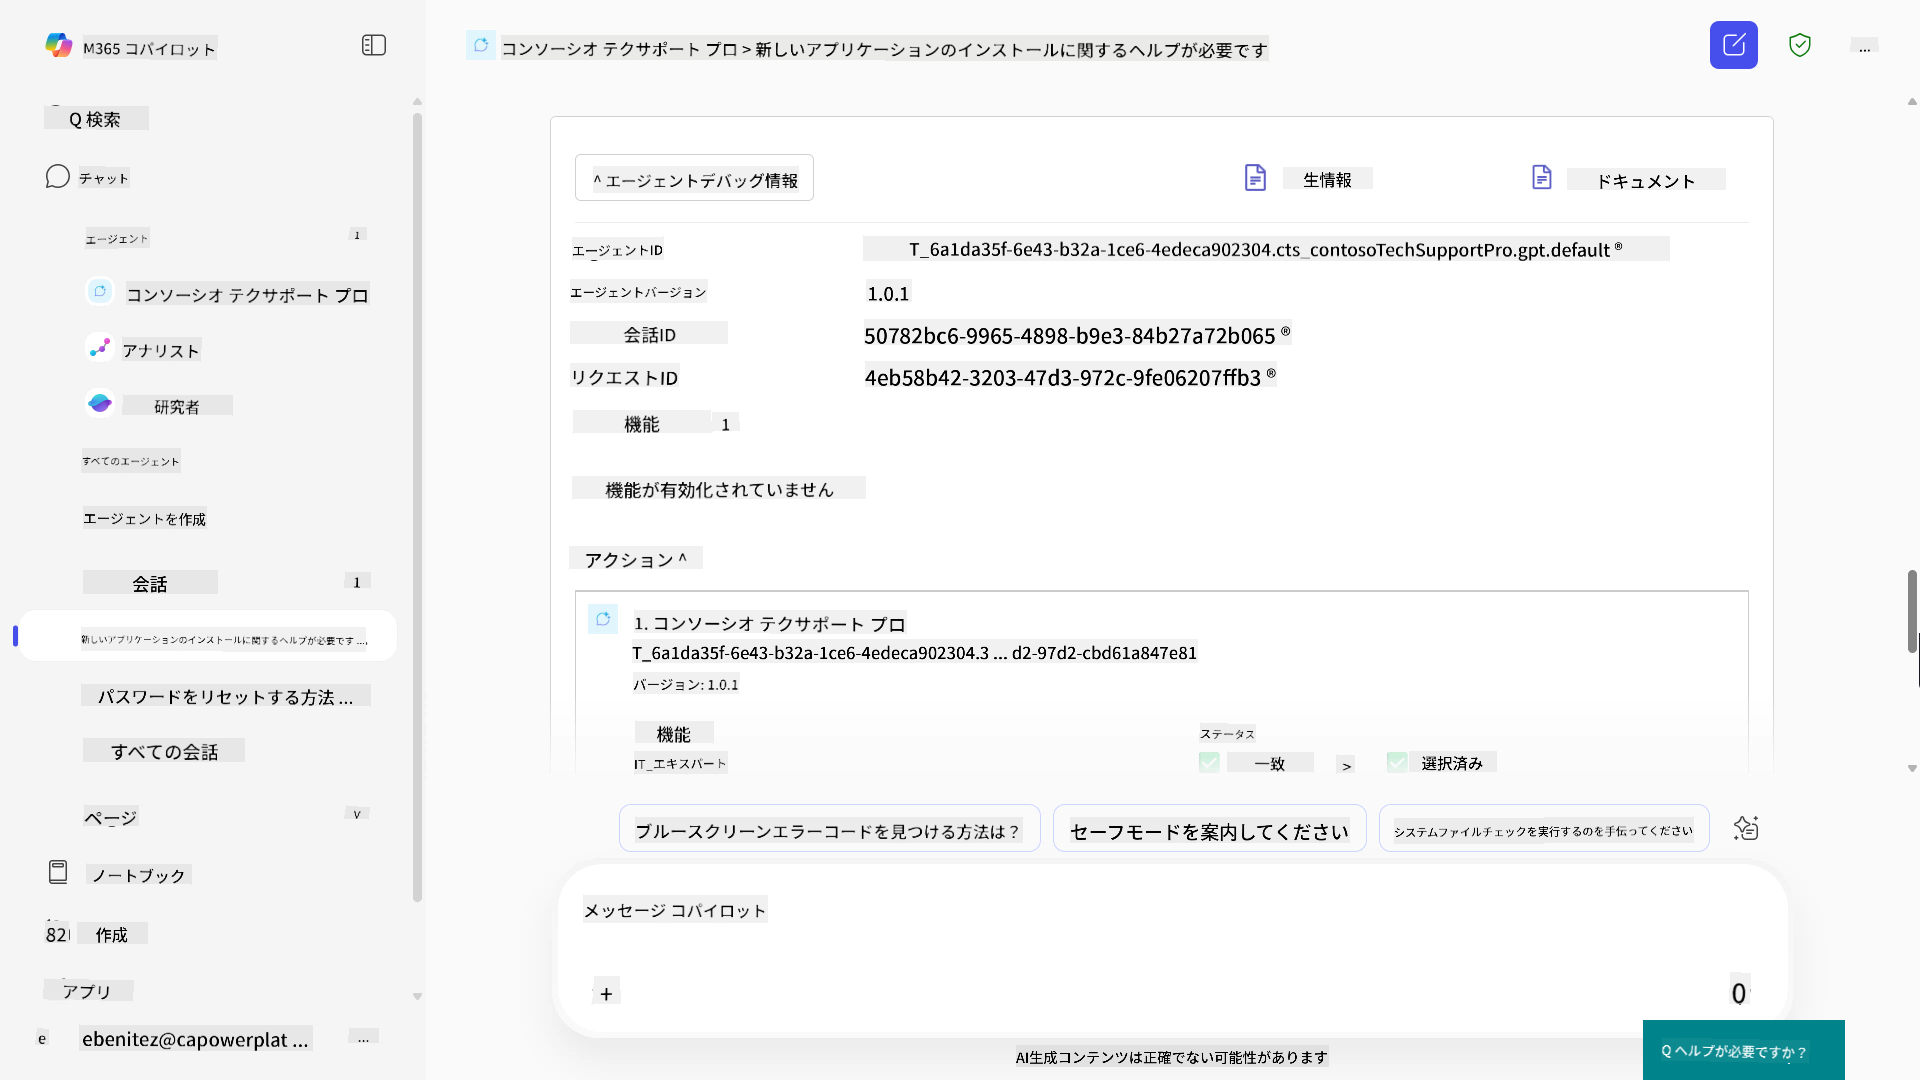 M365 コパイロット
Q 検索
チャット
エージェント
1
コンソーシオ テクサポート プロ
アナリスト
研究者
すべてのエージェント
エージェントを作成
会話
1
新しいアプリケーションのインストールに関するヘルプが必要です ....
パスワードをリセットする方法 ...
すべての会話
ページ
v
ノートブック
82
作成
アプリ
e
ebenitez@capowerplat ...
...
コンソーシオ テクサポート プロ > 新しいアプリケーションのインストールに関するヘルプが必要です
...
^ エージェントデバッグ情報
生情報
ドキュメント
エージェントID
T_6a1da35f-6e43-b32a-1ce6-4edeca902304.cts_contosoTechSupportPro.gpt.default ®
エージェントバージョン
1.0.1
会話ID
50782bc6-9965-4898-b9e3-84b27a72b065 ®
リクエストID
4eb58b42-3203-47d3-972c-9fe06207ffb3 ®
機能
1
機能が有効化されていません
アクション ^
1. コンソーシオ テクサポート プロ
T_6a1da35f-6e43-b32a-1ce6-4edeca902304.3 ... d2-97d2-cbd61a847e81
バージョン: 1.0.1
機能
ステータス
IT_エキスパート
一致
>
選択済み
ブルースクリーンエラーコードを見つける方法は？
セーフモードを案内してください
システムファイルチェックを実行するのを手伝ってください
メッセージ コパイロット
+
0
AI生成コンテンツは正確でない可能性があります
Q ヘルプが必要ですか？